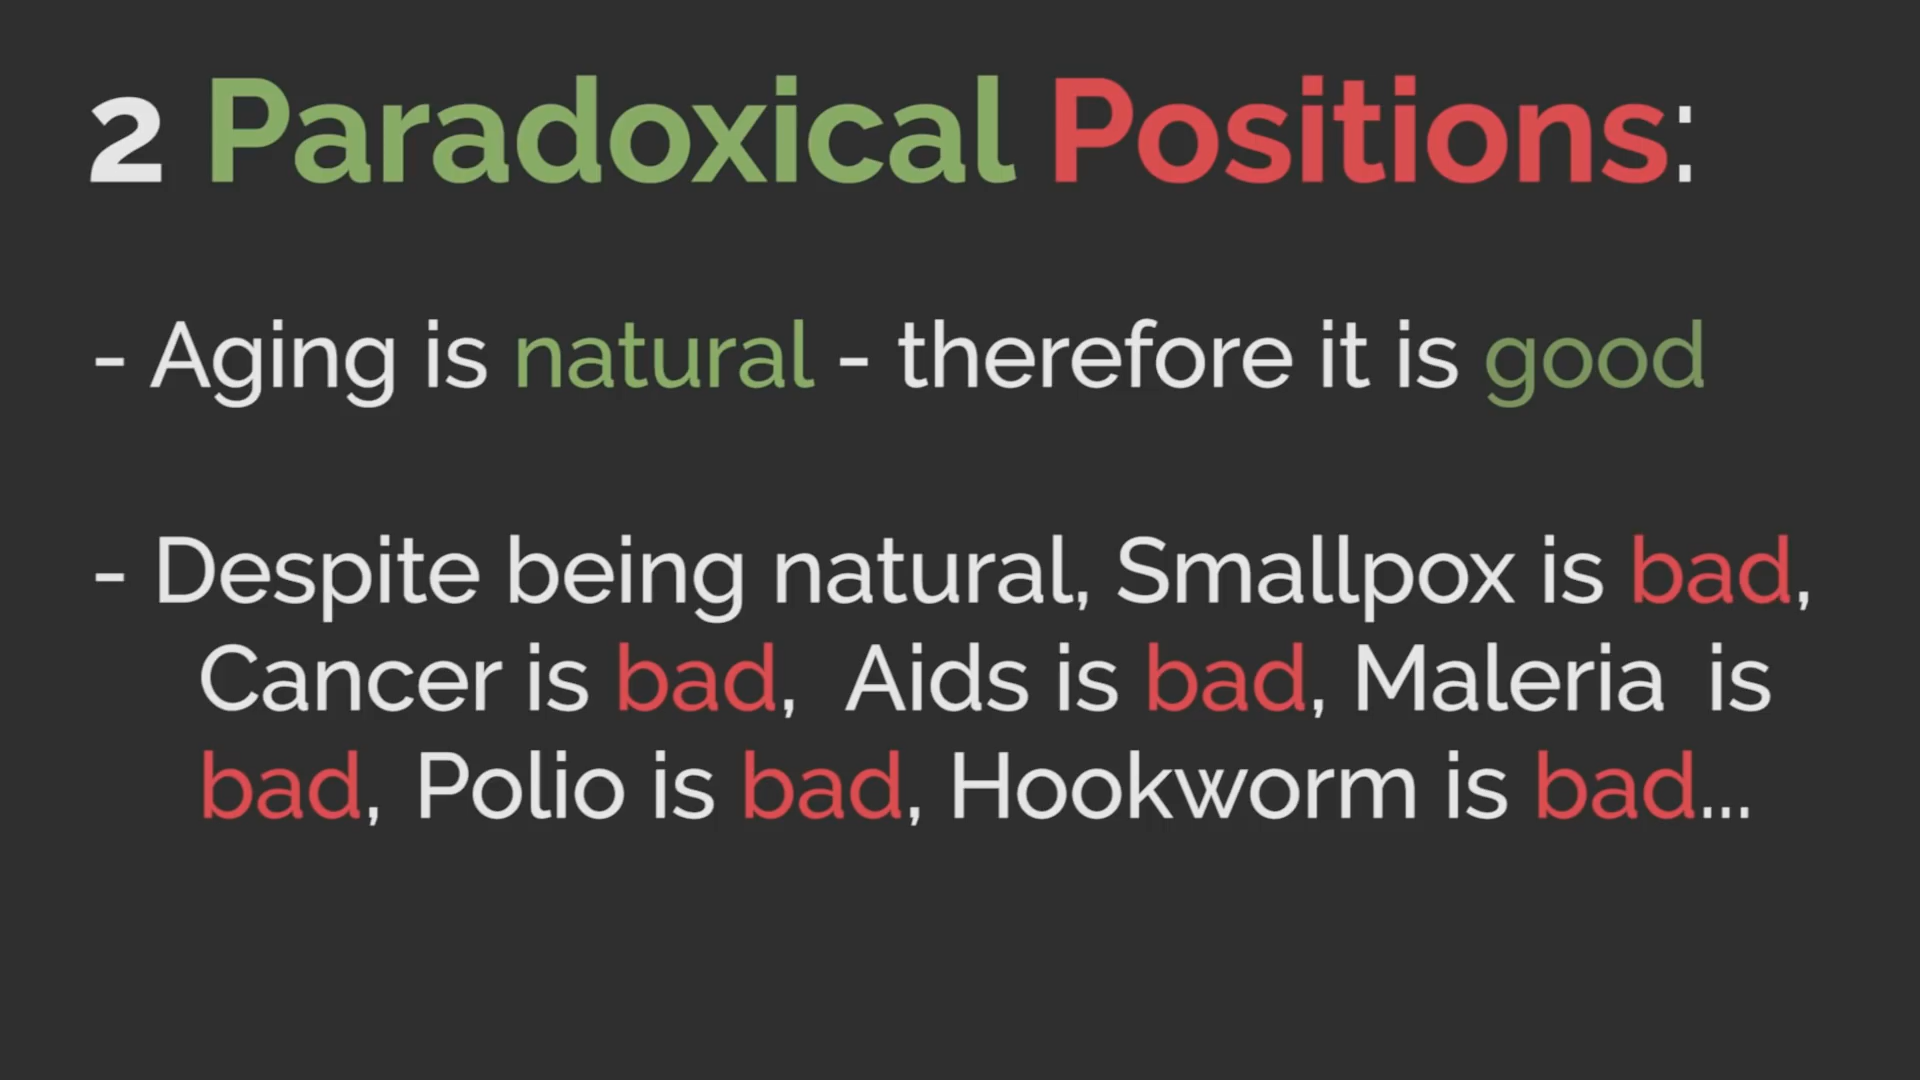 2 Paradoxical Positions:
- Aging is natural - therefore it is good
- Despite being natural, Smallpox is bad,
Cancer is bad, Aids is bad, Maleria is
bad, Polio is bad, Hookworm is bad...